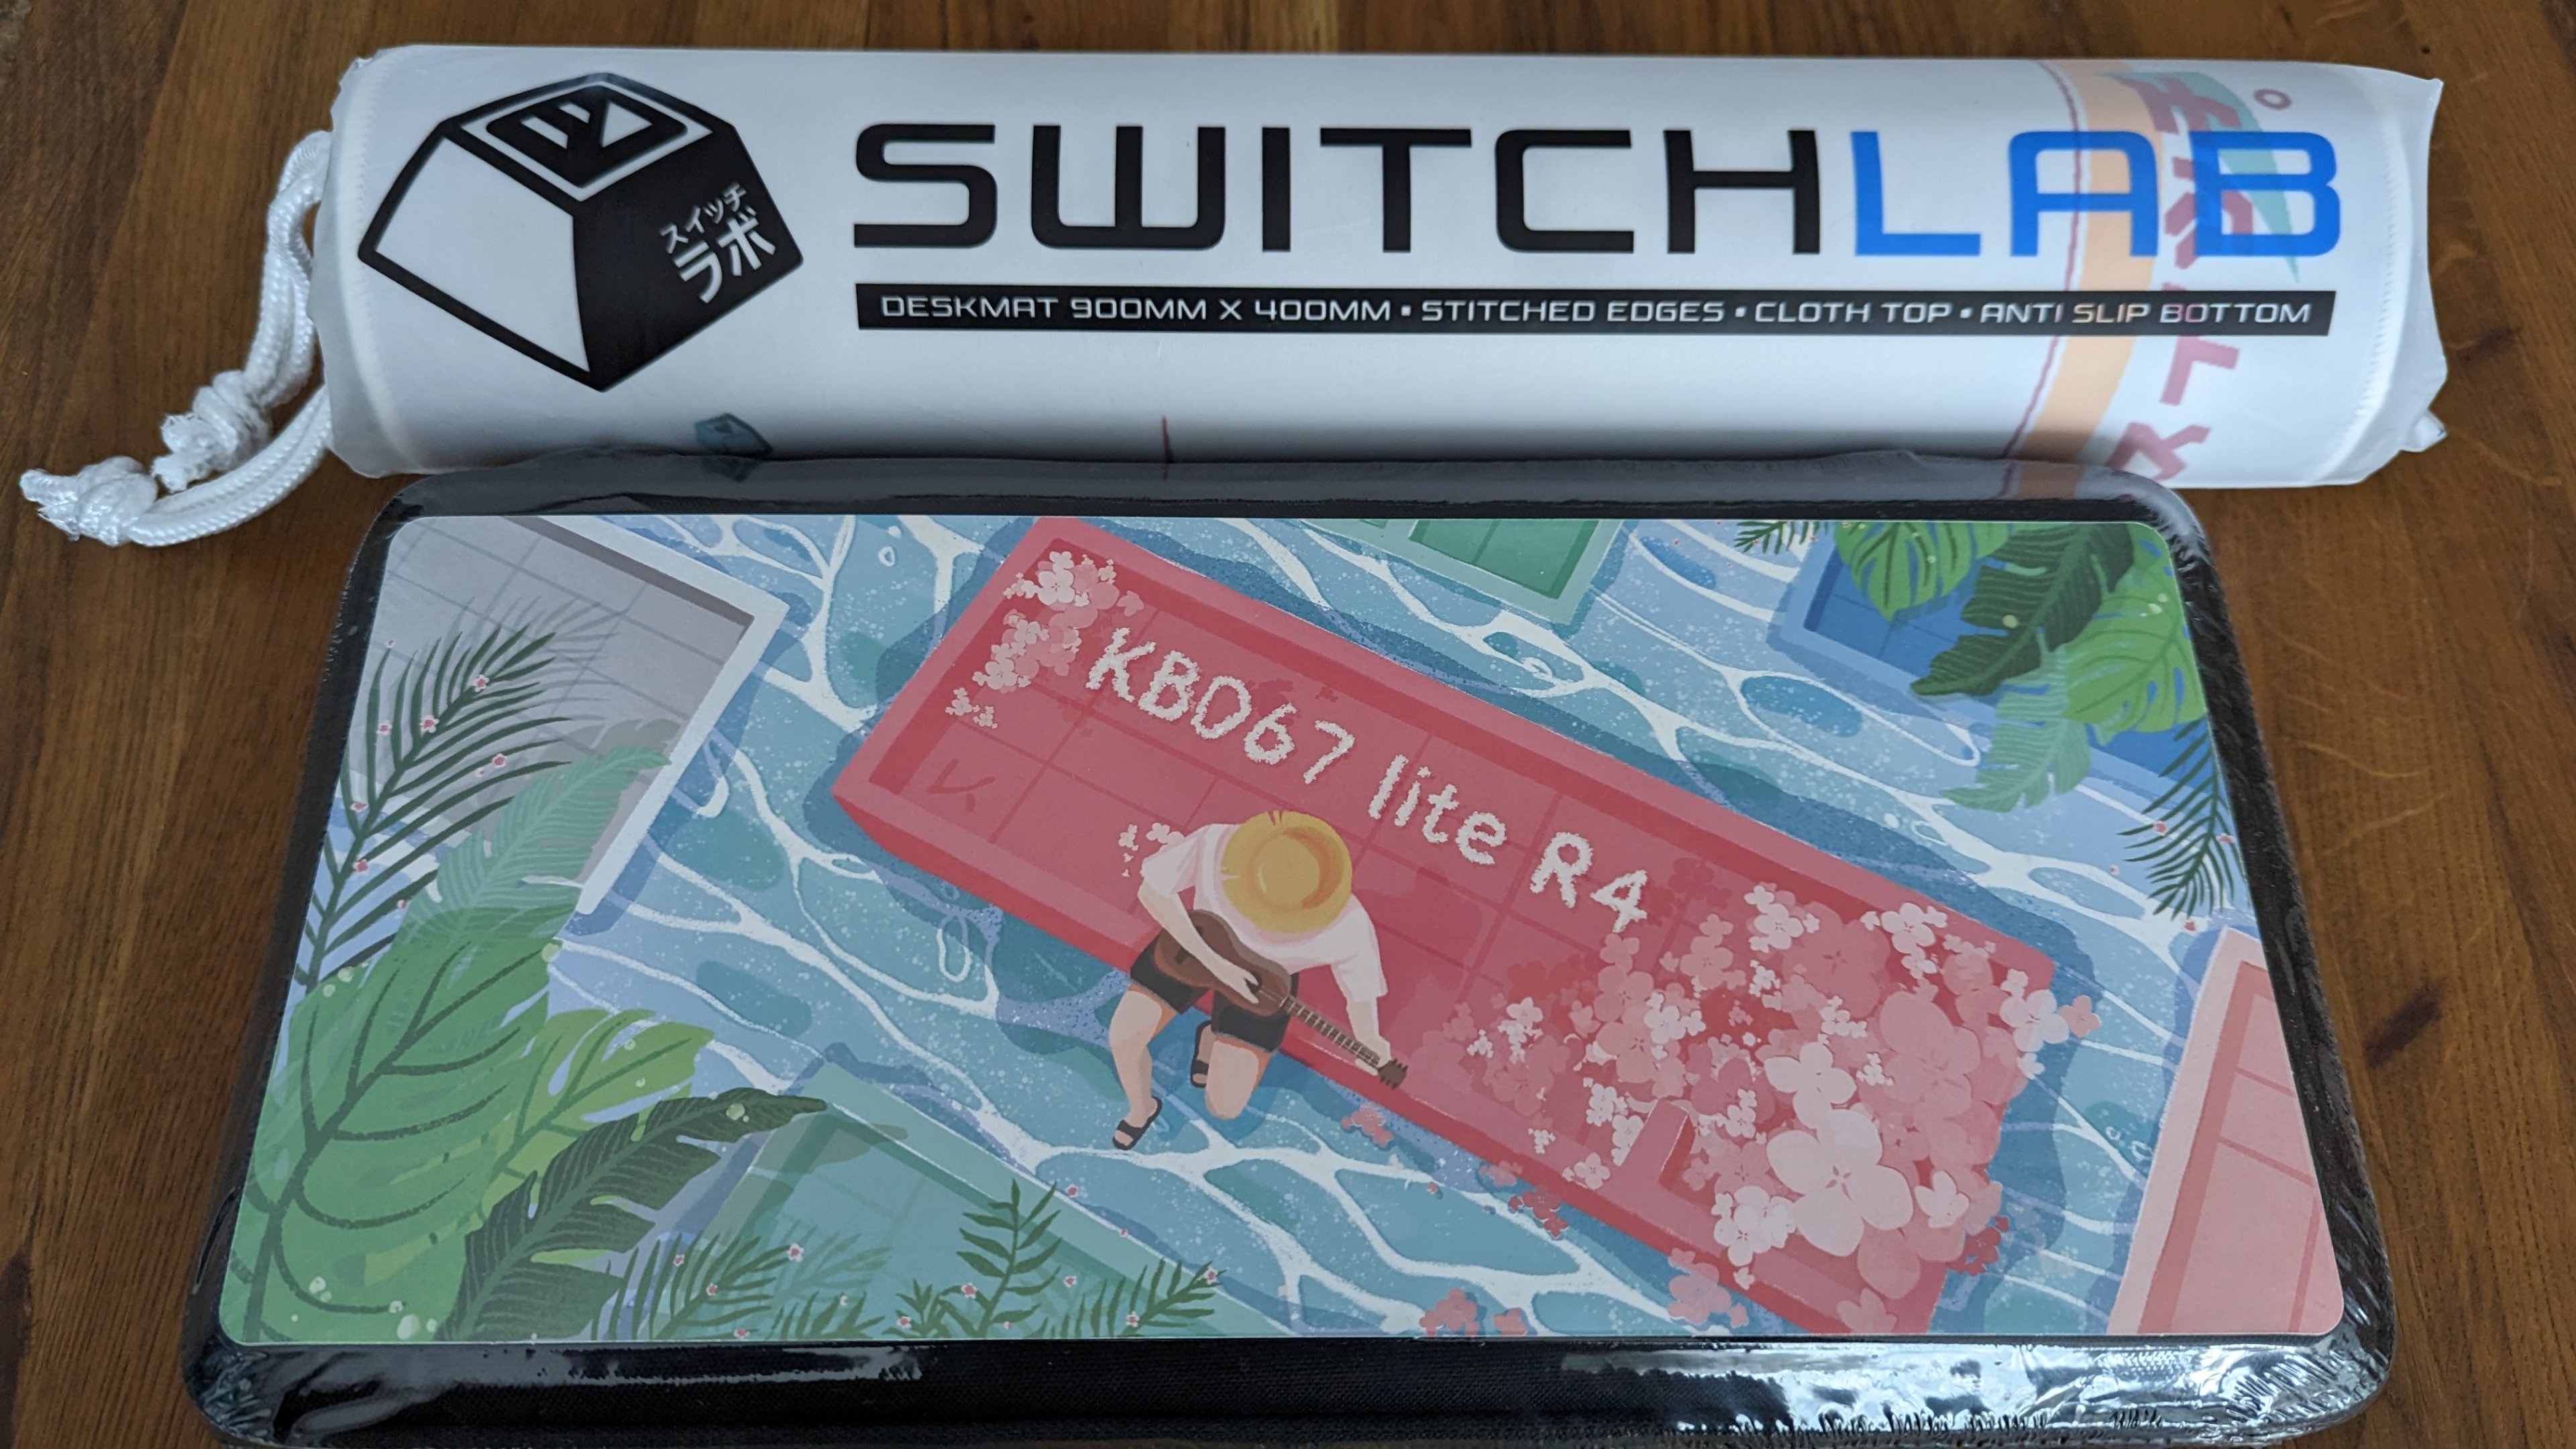 スイッチ
ラボ
SWITCHLAB
DESKMAT 900MM X 400MM▪STITCHED EDGES▪CLOTH TOP▪ANTI SLIP BOTTOM
KBD67 lite R4